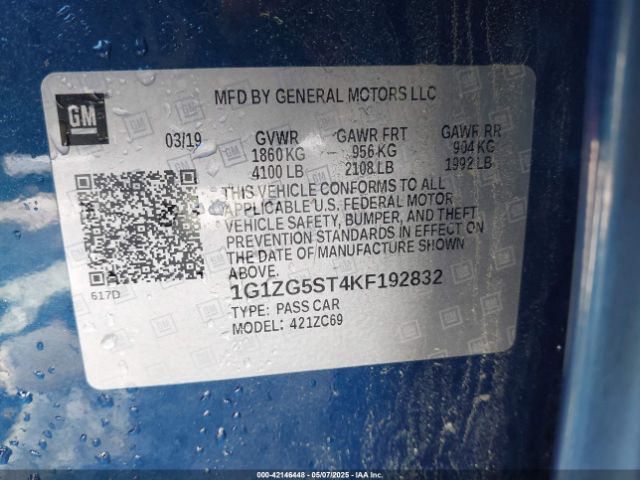 GM
MFD BY GENERAL MOTORS LLC
03/19 GVWR GAWR FRT GAWR RR
1860 KG 956 KG 904 KG
4100 LB 2108 LB 1992 LB
THIS VEHICLE CONFORMS TO ALL
APPLICABLE U.S. FEDERAL MOTOR
VEHICLE SAFETY, BUMPER, AND THEFT
PREVENTION STANDARDS IN EFFECT ON
THE DATE OF MANUFACTURE SHOWN
ABOVE.
617D
1G1ZG5ST4KF192832
TYPE: PASS CAR
MODEL: 421ZC69
000-42146448 - 05/07/2025 - IAAI.COM